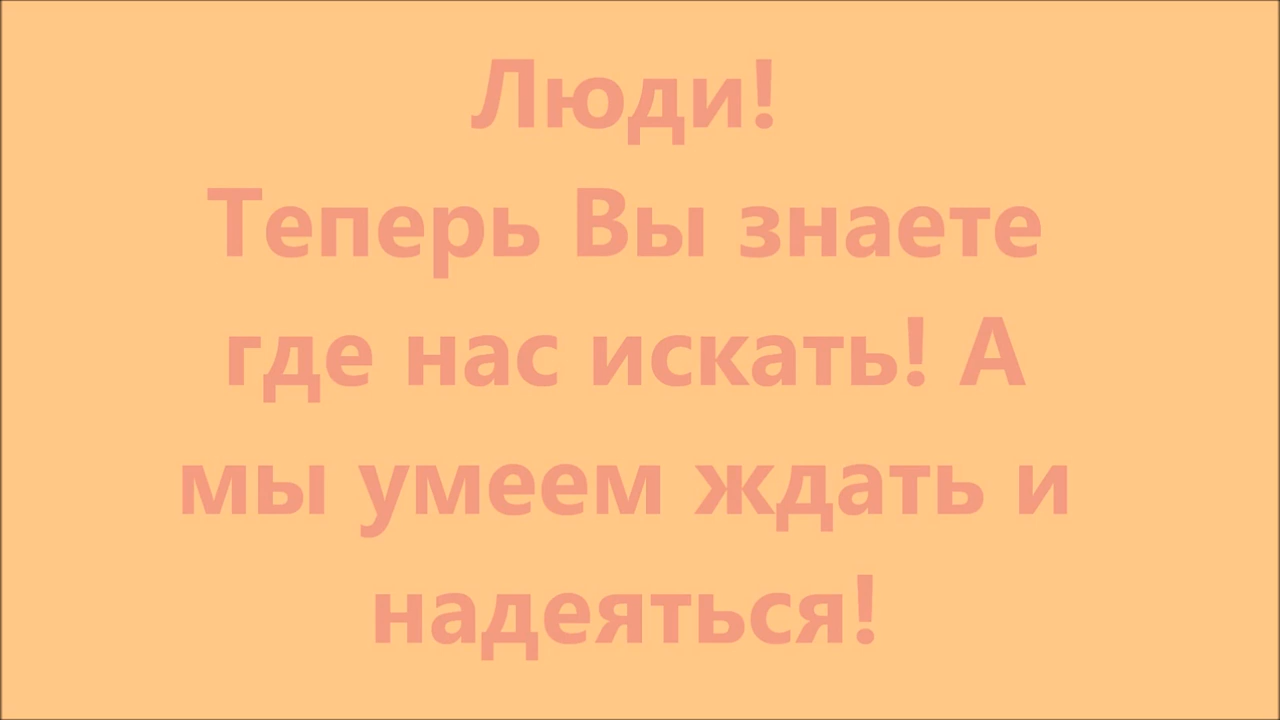 Люди!
Теперь Вы знаете
где нас искать! А
мы умеем ждать и
надеяться!